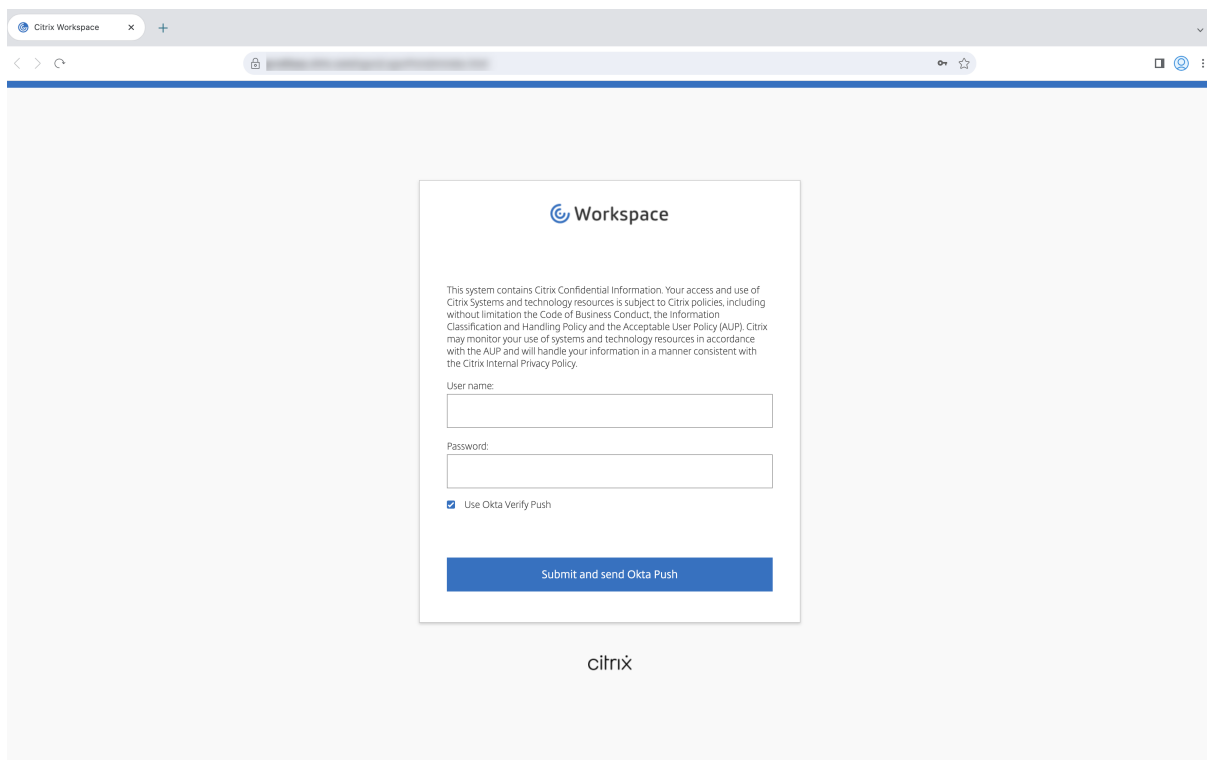 Citrix Workspace
Workspace
This system contains Citrix Confidential Information. Your access and use of
Citrix Systems and technology resources is subject to Citrix policies, including
without limitation the Code of Business Conduct, the Information
Classification and Handling Policy and the Acceptable User Policy (AUP). Citrix
may monitor your use of systems and technology resources in accordance
with the AUP and will handle your information in a manner consistent with
the Citrix Internal Privacy Policy.
User name:
Password:
Use Okta Verify Push
Submit and send Okta Push
citrix